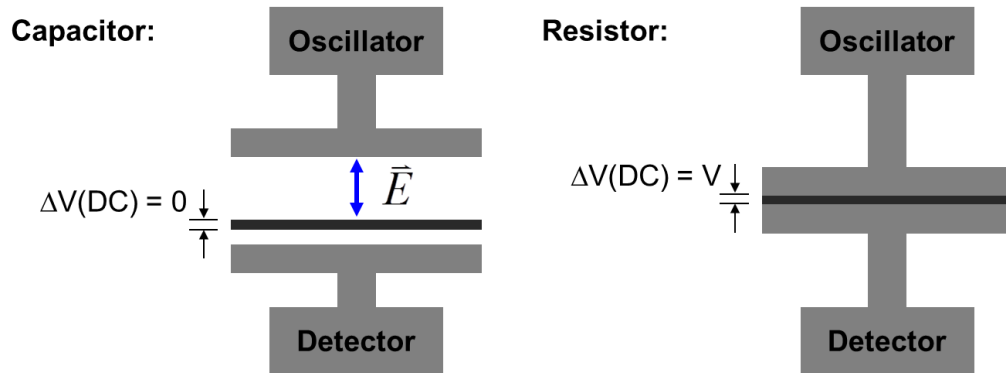 Capacitor:
Oscillator
ΔV(DC) = 0
E⃗
Detector
Resistor:
Oscillator
ΔV(DC) = V
Detector